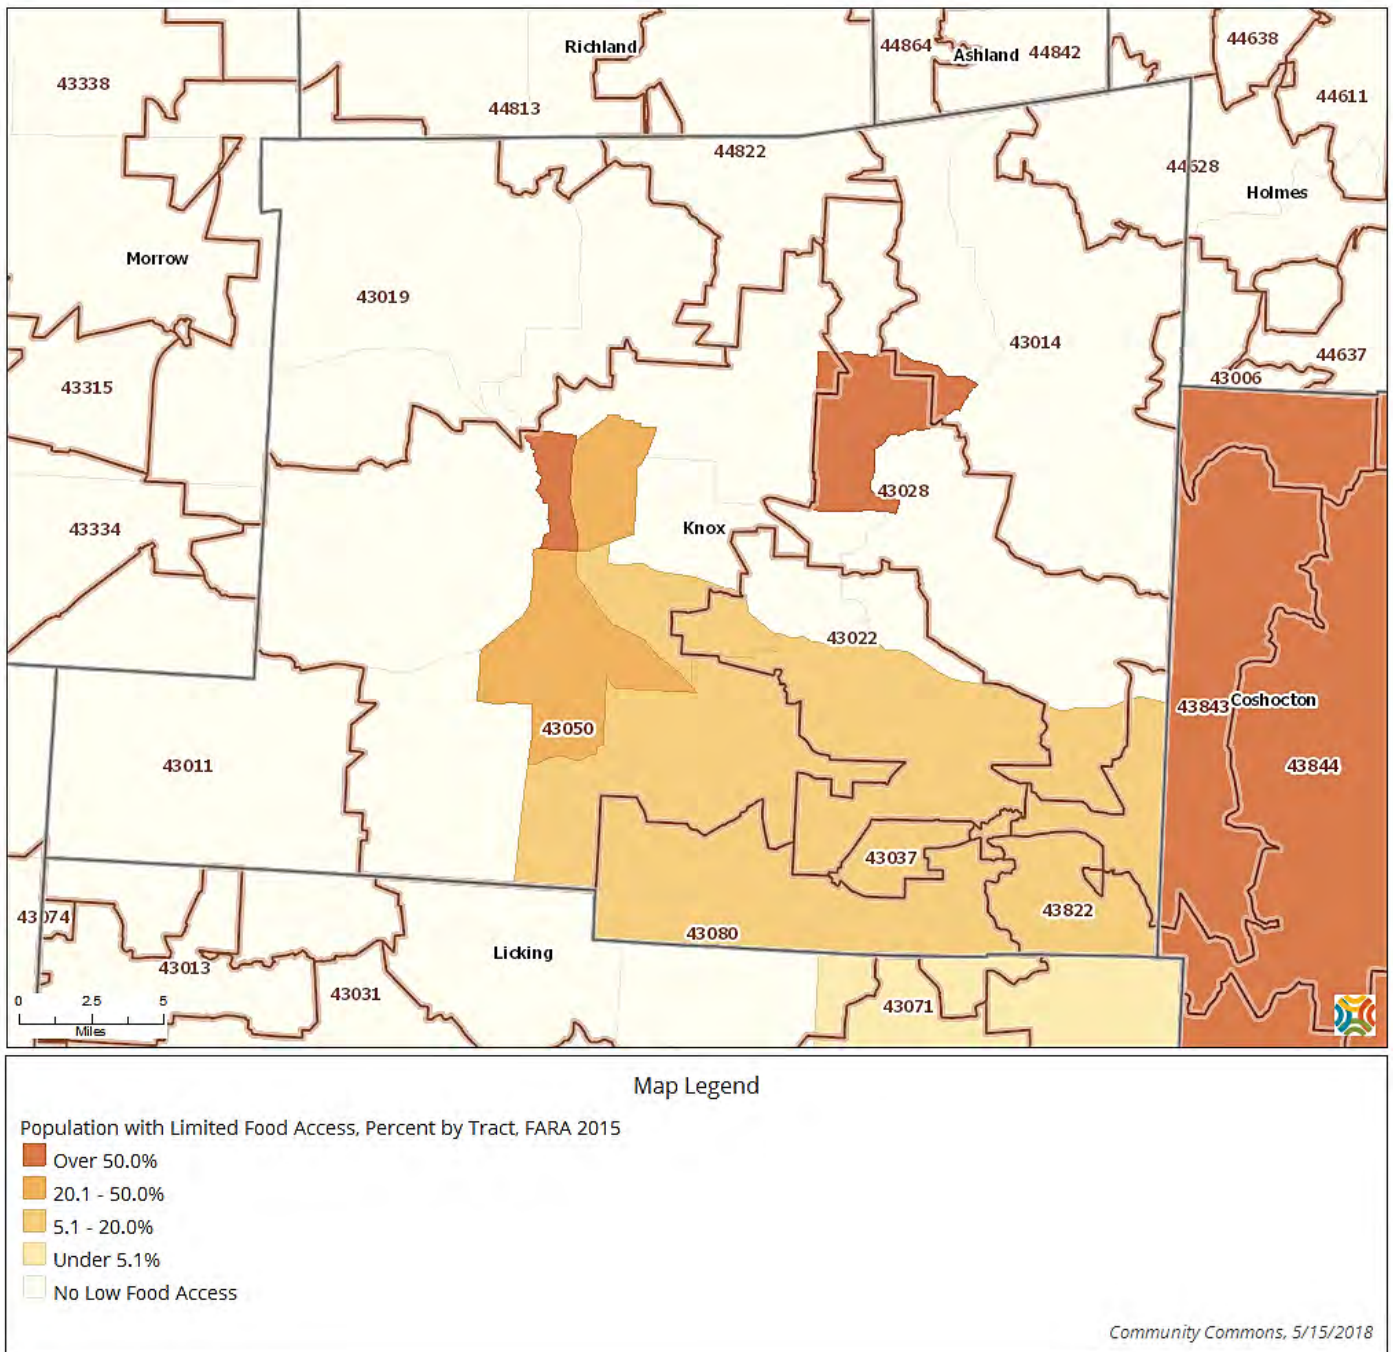 Richland
44864
Ashland
44842
44638
43338
44813
44611
44822
44628
Holmes
Morrow
43019
43014
44637
43315
43006
43028
43334
Knox
43022
43843
Coshocton
43050
43011
43844
43037
43822
43074
43080
Licking
43013
43031
43071
0 2.5 5
Miles
Map Legend
Population with Limited Food Access, Percent by Tract, FARA 2015
Over 50.0%
20.1 - 50.0%
5.1 - 20.0%
Under 5.1%
No Low Food Access
Community Commons, 5/15/2018